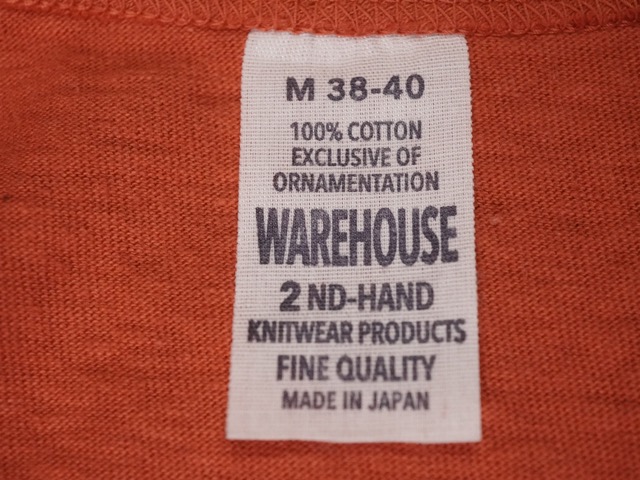 M 38-40
100% COTTON
EXCLUSIVE OF
ORNAMENTATION
WAREHOUSE
2 ND-HAND
KNITWEAR PRODUCTS
FINE QUALITY
MADE IN JAPAN